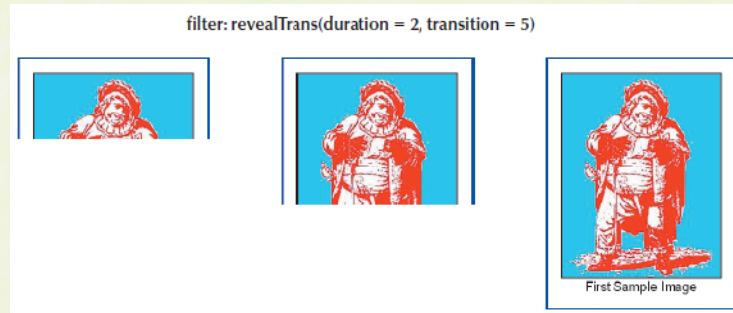 filter: revealTrans(duration = 2, transition = 5)
First Sample Image